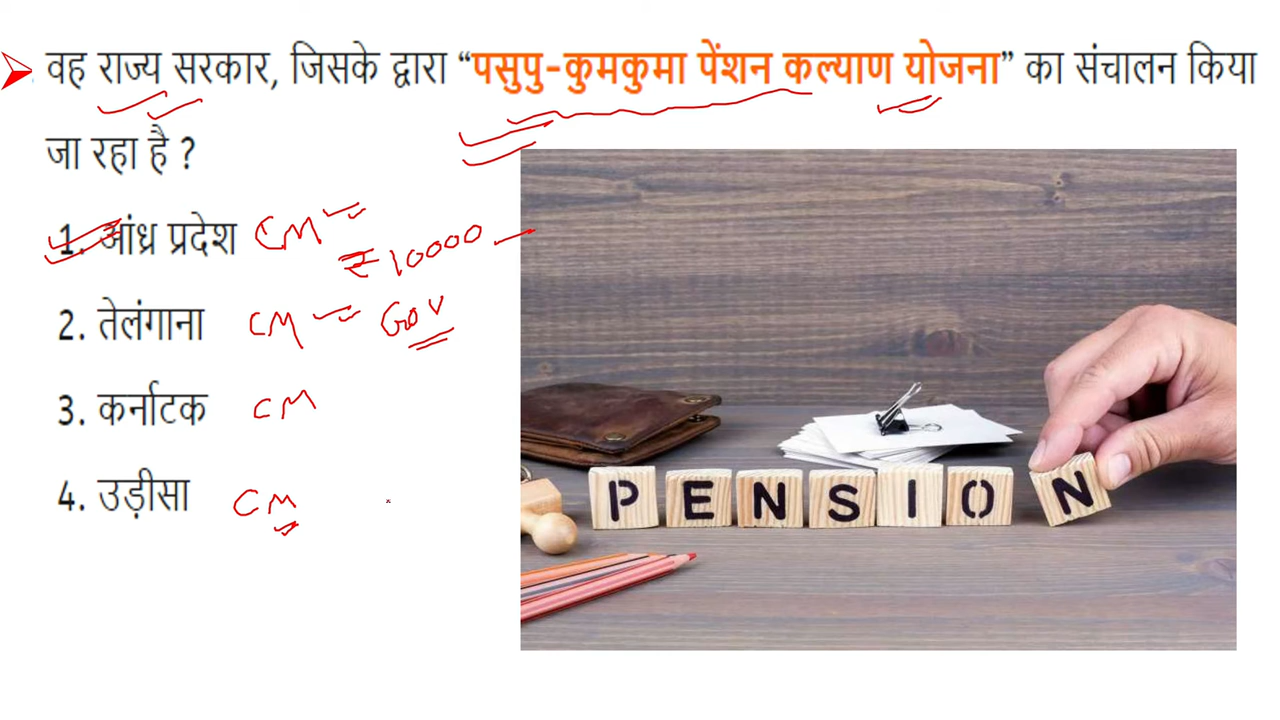 वह राज्य सरकार, जिसके द्वारा “पसुपु-कुमकुमा पेंशन कल्याण योजना” का संचालन किया
जा रहा है ?
1. आंध्र प्रदेश CM
₹ 10000
2. तेलंगाना CM Gov
3. कर्नाटक CM
4. उड़ीसा CM
PENSION